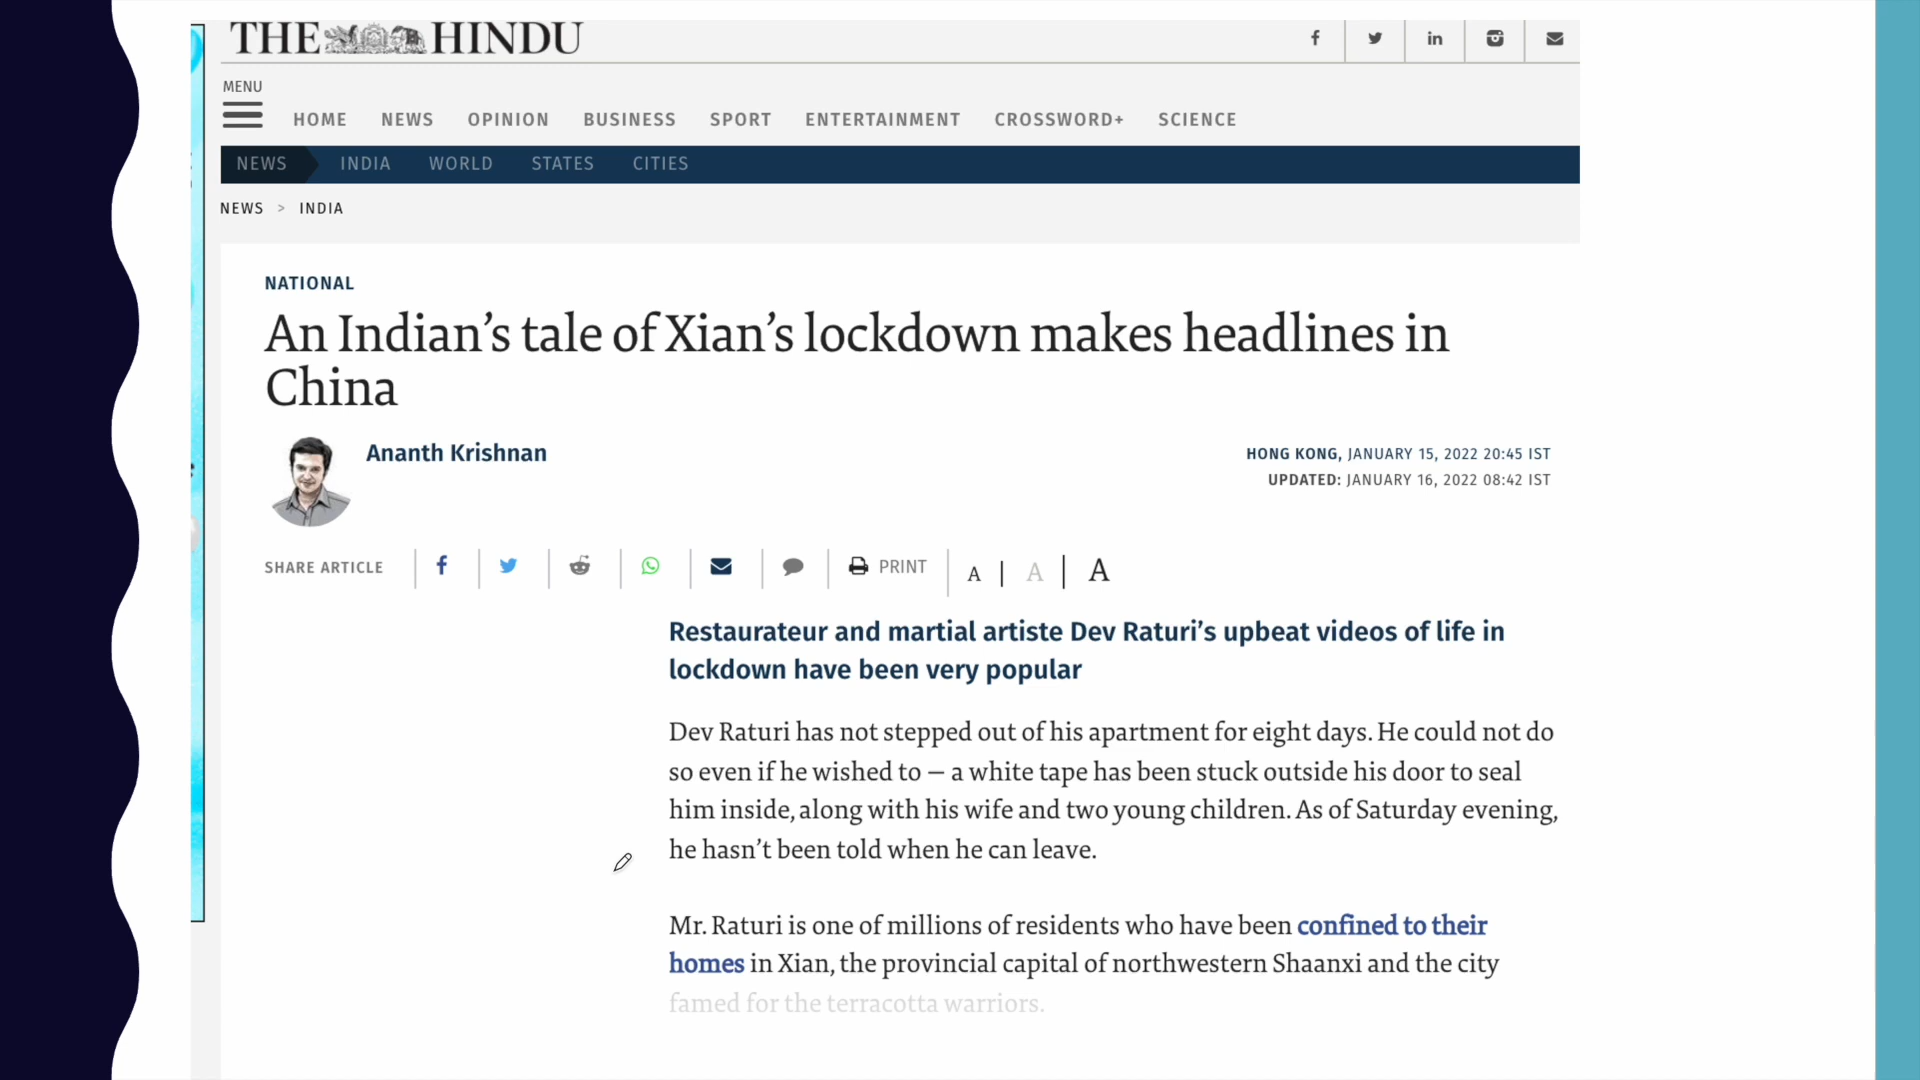 THE HINDU
MENU
HOME NEWS OPINION BUSINESS SPORT ENTERTAINMENT CROSSWORD+ SCIENCE
NEWS INDIA WORLD STATES CITIES
NEWS > INDIA
NATIONAL
An Indian’s tale of Xian’s lockdown makes headlines in
China
Ananth Krishnan
HONG KONG, JANUARY 15, 2022 20:45 IST
UPDATED: JANUARY 16, 2022 08:42 IST
SHARE ARTICLE PRINT A | A | A
Restaurateur and martial artiste Dev Raturi’s upbeat videos of life in
lockdown have been very popular
Dev Raturi has not stepped out of his apartment for eight days. He could not do
so even if he wished to — a white tape has been stuck outside his door to seal
him inside, along with his wife and two young children. As of Saturday evening,
he hasn’t been told when he can leave.
Mr. Raturi is one of millions of residents who have been confined to their
homes in Xian, the provincial capital of northwestern Shaanxi and the city
famed for the terracotta warriors.